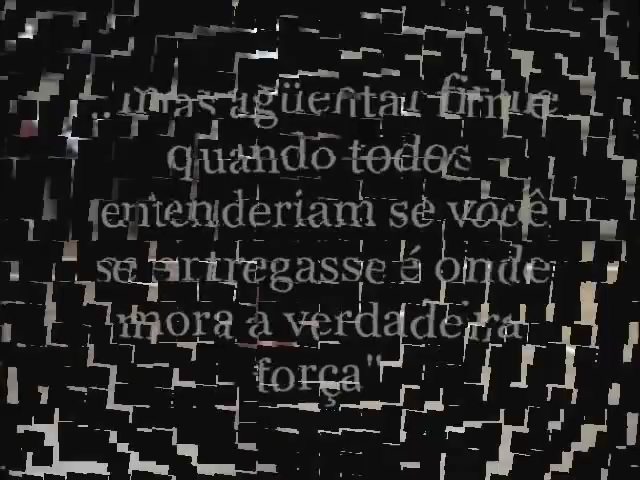 ...mas agüentar firme
quando todos
entenderiam se você
se entregasse é onde
mora a verdadeira
força"